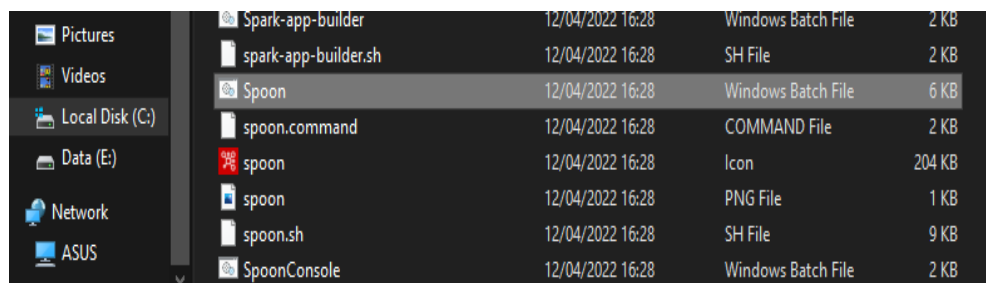 Pictures
Videos
Local Disk (C:)
Data (E:)
Network
ASUS
Spark-app-builder 12/04/2022 16:28 Windows Batch File 2 KB
spark-app-builder.sh 12/04/2022 16:28 SH File 2 KB
Spoon 12/04/2022 16:28 Windows Batch File 6 KB
spoon.command 12/04/2022 16:28 COMMAND File 2 KB
spoon 12/04/2022 16:28 Icon 204 KB
spoon 12/04/2022 16:28 PNG File 1 KB
spoon.sh 12/04/2022 16:28 SH File 9 KB
SpoonConsole 12/04/2022 16:28 Windows Batch File 2 KB